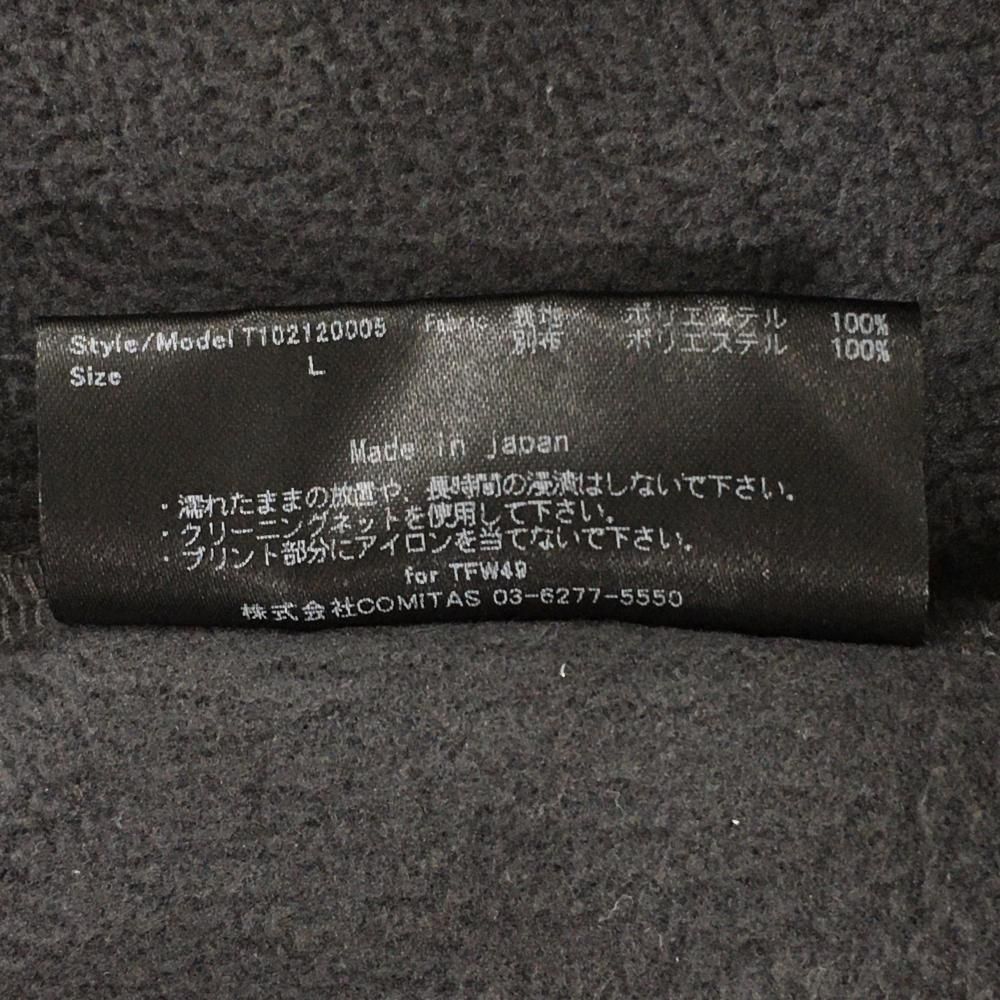 Style/Model T102120005 Fabric 表地 ポリエステル 100%
別布 ポリエステル 100%
Size L
Made in Japan
・濡れたままの放置や、長時間の浸漬はしないで下さい。
・クリーニングネットを使用して下さい。
・プリント部分にアイロンを当てないで下さい。
for TFW49
株式会社COMITAS 03-6277-5550